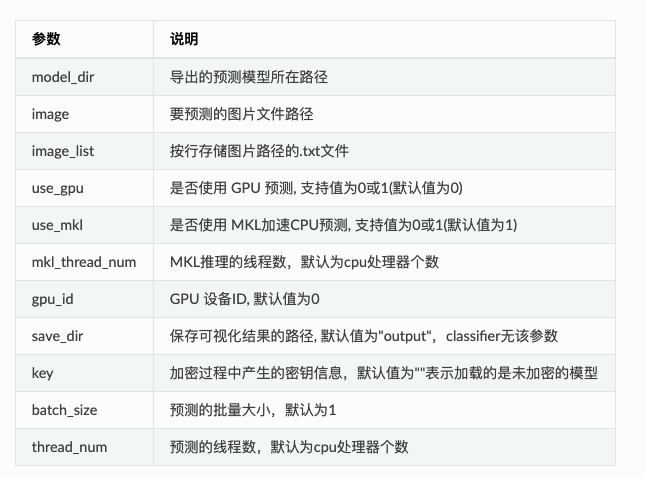 参数 说明
model_dir 导出的预测模型所在路径
image 要预测的图片文件路径
image_list 按行存储图片路径的.txt文件
use_gpu 是否使用 GPU 预测, 支持值为0或1(默认值为0)
use_mkl 是否使用 MKL加速CPU预测, 支持值为0或1(默认值为1)
mkl_thread_num MKL推理的线程数，默认为cpu处理器个数
gpu_id GPU 设备ID, 默认值为0
save_dir 保存可视化结果的路径, 默认值为"output"，classifier无该参数
key 加密过程中产生的密钥信息，默认值为""表示加载的是未加密的模型
batch_size 预测的批量大小，默认为1
thread_num 预测的线程数，默认为cpu处理器个数